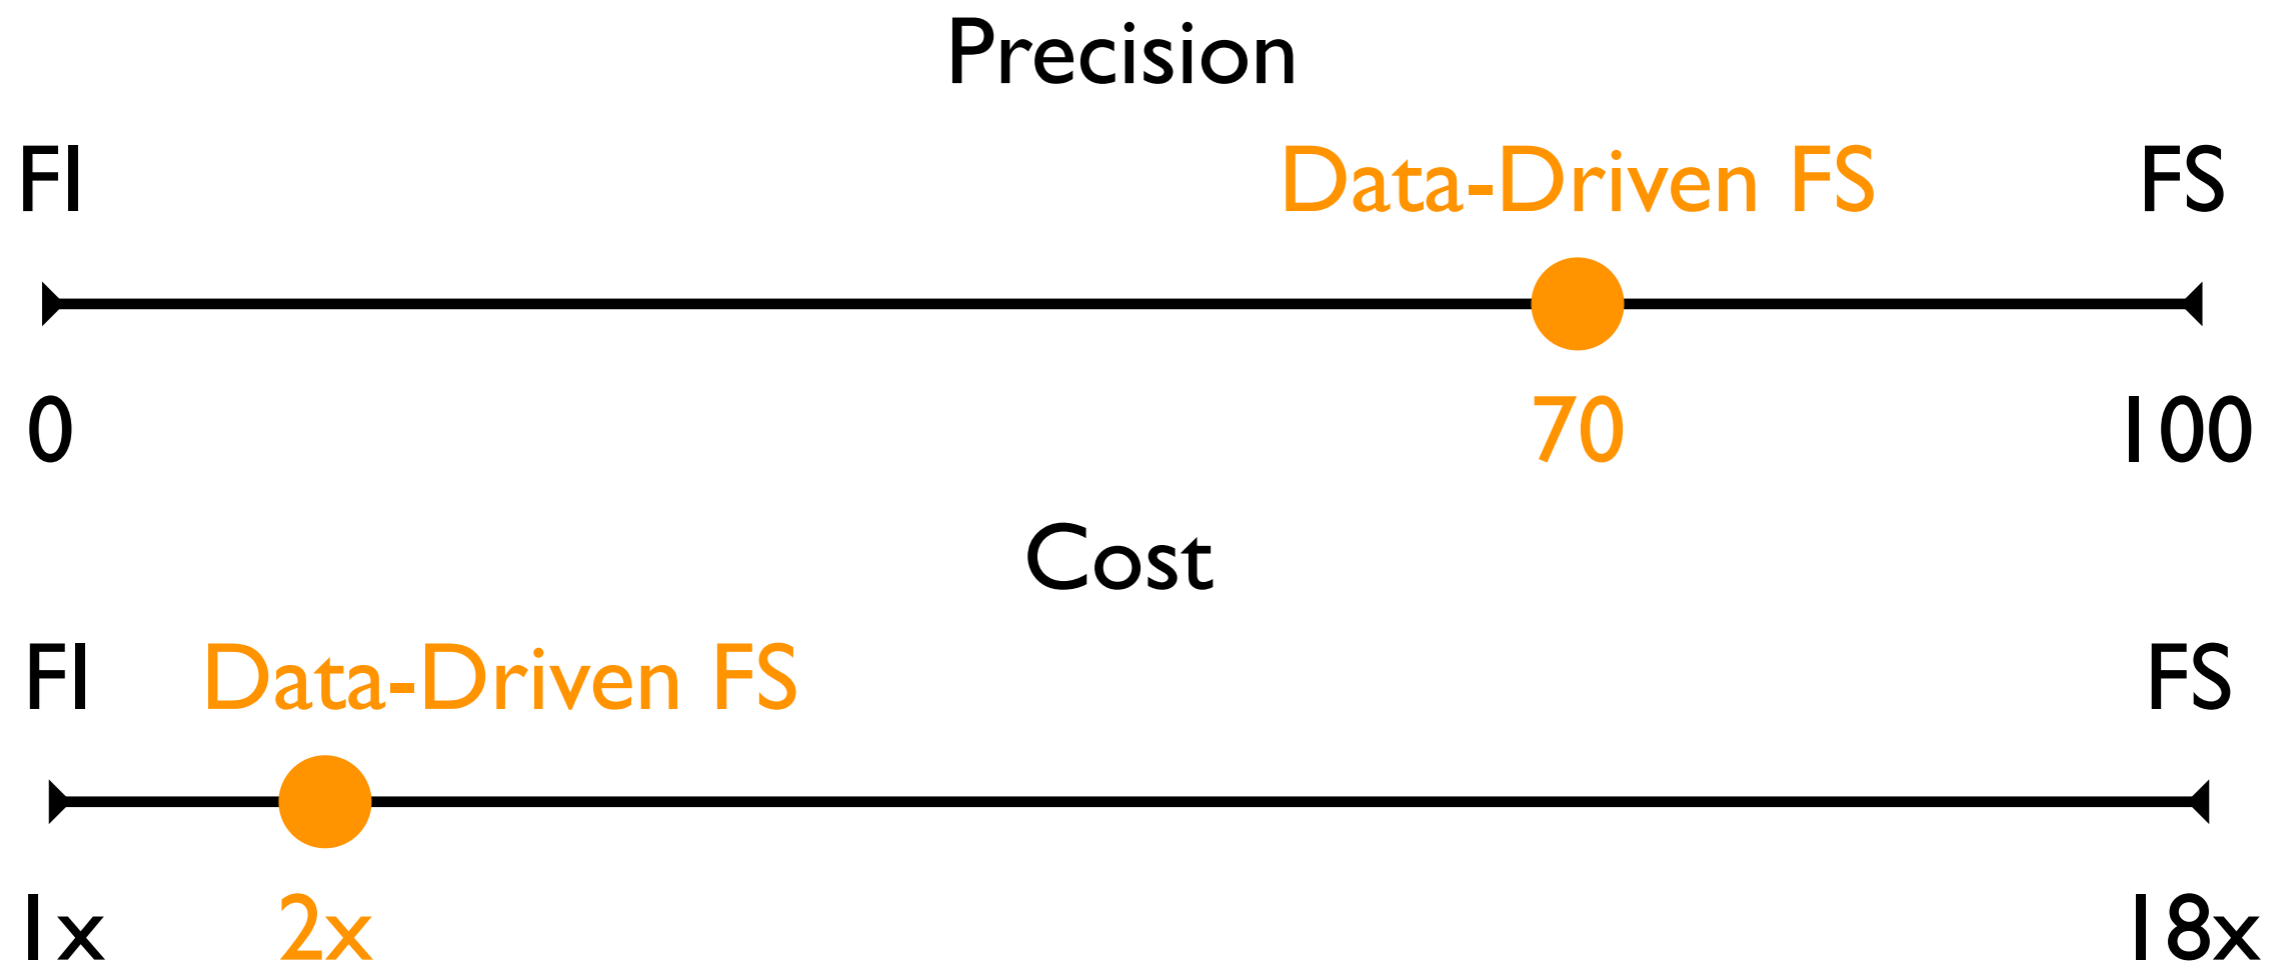 Precision
FI Data-Driven FS FS
0 70 100
Cost
FI Data-Driven FS FS
1x 2x 18x